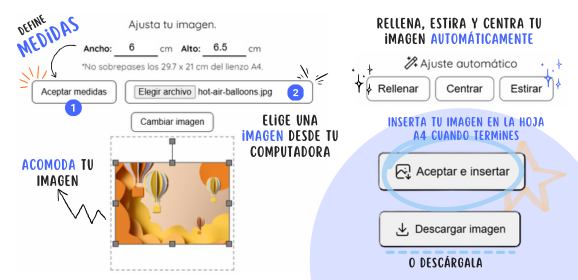 DEFINE
MEDIDAS
Ajusta tu imagen.
Ancho: 6 cm Alto: 6.5 cm
*No sobrepases los 29.7 x 21 cm del lienzo A4.
Aceptar medidas
1
Elegir archivo hot-air-balloons.jpg
2
Cambiar imagen
ELIGE UNA
IMAGEN DESDE TU
COMPUTADORA
ACOMODA TU
IMAGEN
RELLENA, ESTIRA Y CENTRA TU
IMAGEN AUTOMÁTICAMENTE
Ajuste automático
Rellenar Centrar Estirar
INSERTA TU IMAGEN EN LA HOJA
A4 CUANDO TERMINES
Aceptar e insertar
Descargar imagen
O DESCÁRGALA